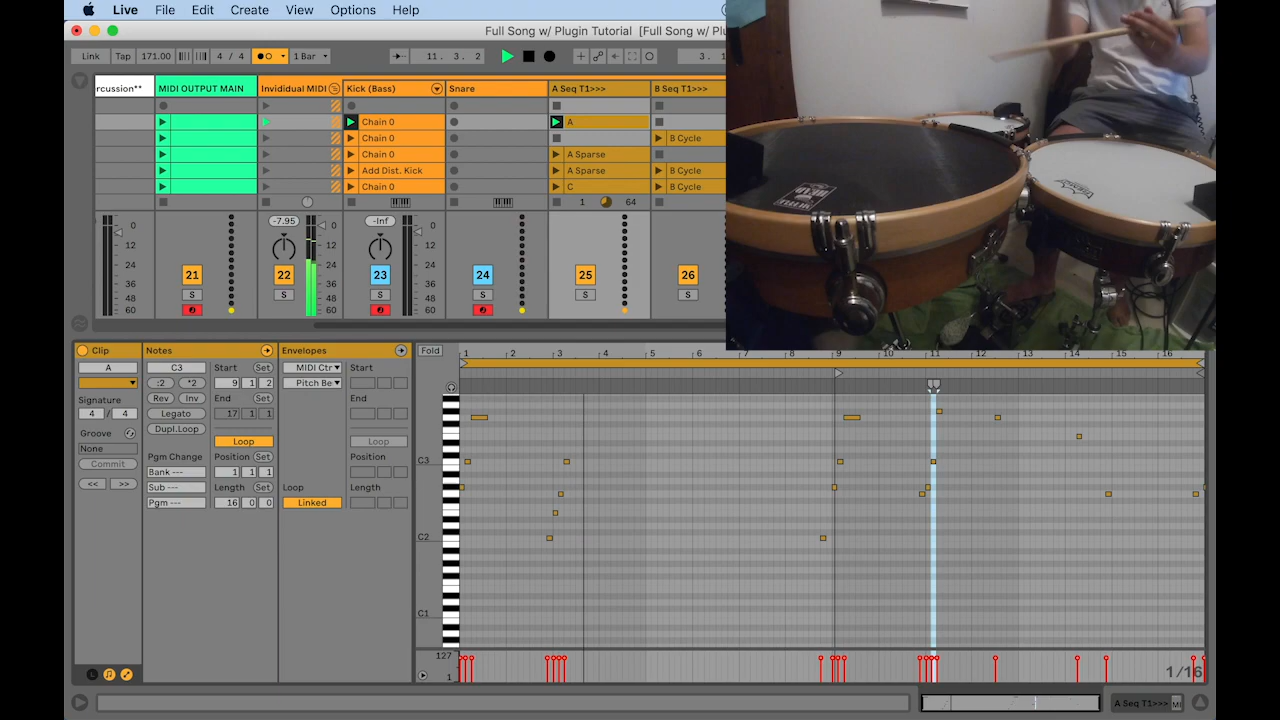 Live File Edit Create View Options Help
Full Song w/ Plugin Tutorial [Full Song w/ Plu
Link Tap 171.00 4 / 4 1 Bar 11. 3. 2 3. 1
rcussion** MIDI OUTPUT MAIN Invididual MIDI Kick (Bass) Snare A Seq T1>>> B Seq T1>>>
Chain 0 A
Chain 0 B Cycle
Chain 0 A Sparse
Add Dist. Kick A Sparse B Cycle
Chain 0 C B Cycle
1 64
0 -7.95 0 -Inf 0
12 12 12
24 24 24
21 22 23 24 25 26
36 36 36
S S S S S
48 48 48
60 60 60
Clip Notes Envelopes Fold 1 2 3 4 5 6 7 8 9 10 11 12 13 14 15 16
A C3 Start Set MIDI Ctr Start
:2 *2 9 1 2 Pitch Be
Signature Rev Inv End Set End
4 / 4 Legato 17 1 1
Groove Dupl.Loop
None Loop Loop
Commit Pgm Change Position Set Position C3
<< >> Bank --- 1 1 1
Sub --- Length Set Loop Length
Pgm --- 16 0 0 Linked
C2
C1
127
1 1/16
A Seq T1>>> MI